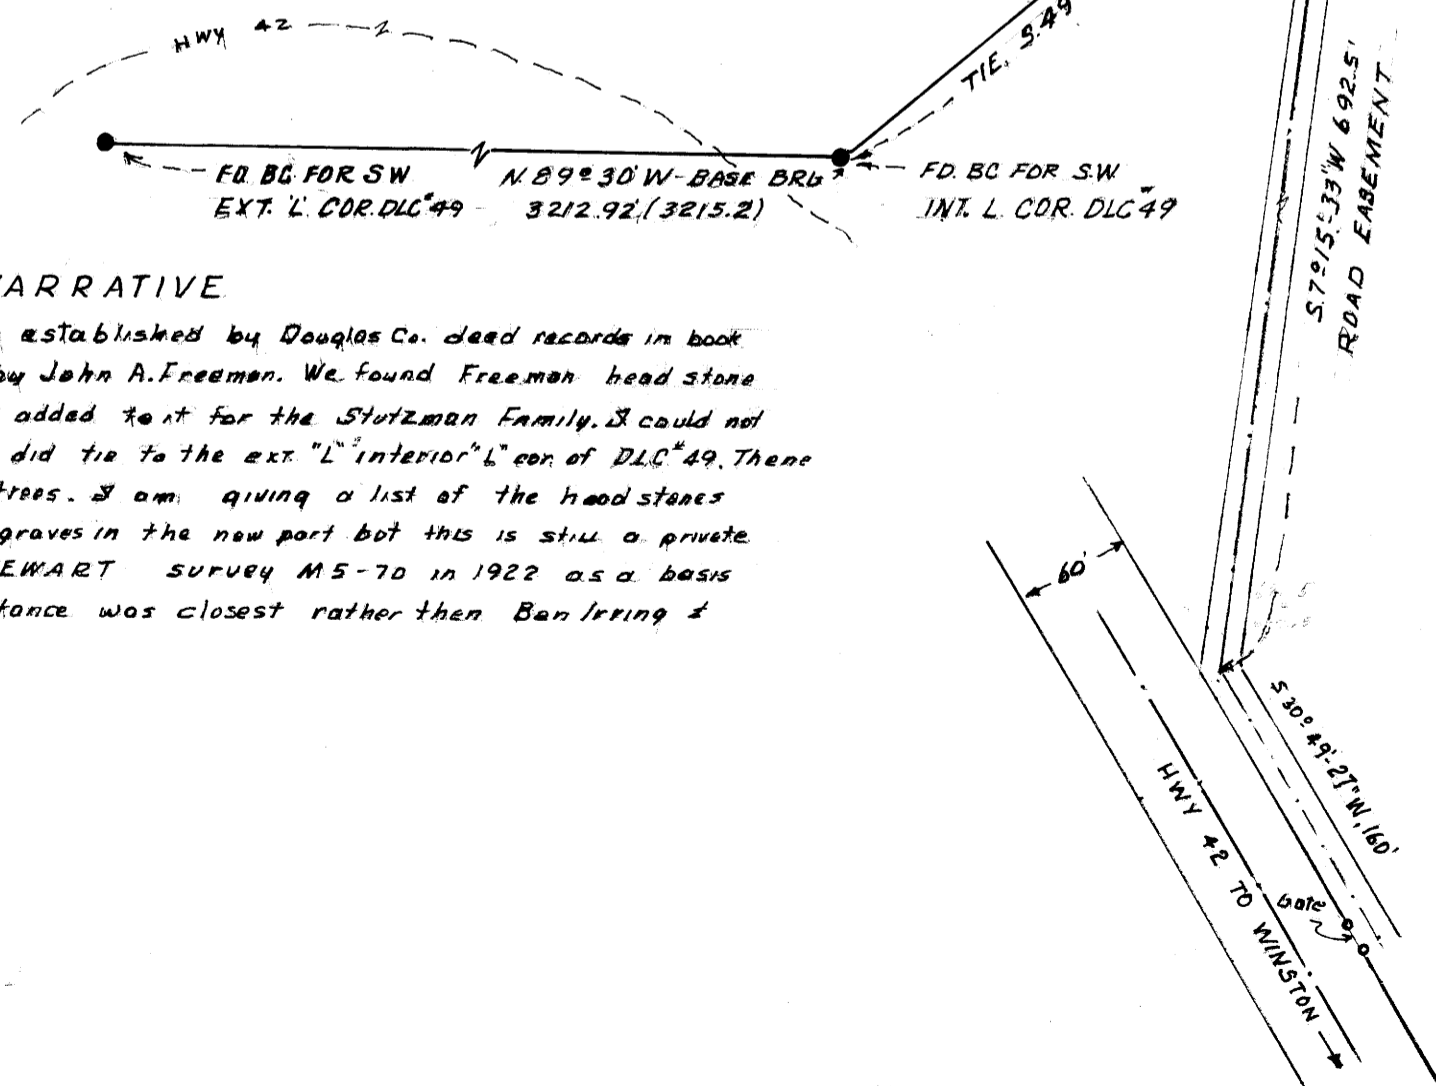 HWY 42
TIE, S.49
FD. BC FOR SW
EXT. 'L'. COR. DLC #49
N. 89° 30' W - BASE BRG
3212.92' (3215.2)
FD. BC FOR S.W.
INT. L. COR. DLC #49
S.7°-15'-33"W 692.5'
ROAD EASEMENT
ARRATIVE
established by Douglas Co. deed records in book
by John A. Freeman. We found Freeman head stone
added to it for the Stutzman Family. I could not
did tie to the ext. "L" interior "L" cor. of DLC #49. There
trees. I am giving a list of the head stones
graves in the new part but this is still a private
EWART survey M5-70 in 1922 as a basis
tance was closest rather then Ben Irving &
60'
S 30° 49'-27"W, 160'
HWY 42 TO WINSTON
Gate